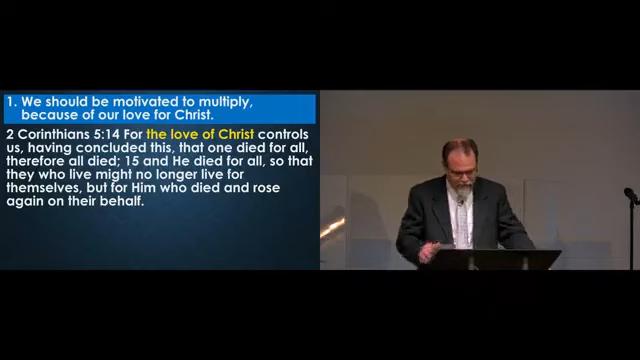 1. We should be motivated to multiply,
because of our love for Christ.
2 Corinthians 5:14 For the love of Christ controls
us, having concluded this, that one died for all,
therefore all died; 15 and He died for all, so that
they who live might no longer live for
themselves, but for Him who died and rose
again on their behalf.